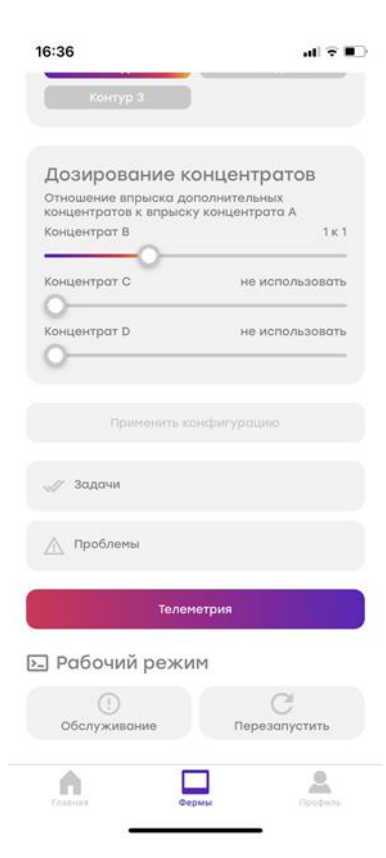 16:36
Контур 3
Дозирование концентратов
Отношение впрыска дополнительных
концентратов к впрыску концентрата А
Концентрат B 1 к 1
Концентрат C не использовать
Концентрат D не использовать
Применить конфигурацию
Задачи
Проблемы
Телеметрия
Рабочий режим
Обслуживание Перезапустить
Главная Фермы Профиль